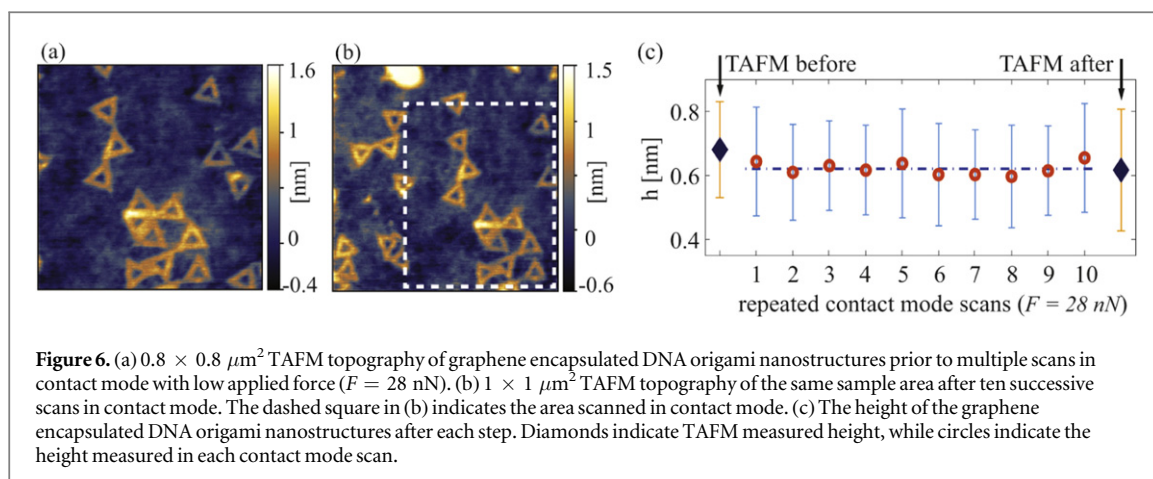 (a)
1.6
1
[nm]
0
-0.4
(b)
1.5
1
[nm]
0
-0.6
(c)
TAFM before
TAFM after
0.8
0.6
0.4
h [nm]
1 2 3 4 5 6 7 8 9 10
repeated contact mode scans (F = 28 nN)
Figure 6. (a) 0.8 × 0.8 μm² TAFM topography of graphene encapsulated DNA origami nanostructures prior to multiple scans in
contact mode with low applied force (F = 28 nN). (b) 1 × 1 μm² TAFM topography of the same sample area after ten successive
scans in contact mode. The dashed square in (b) indicates the area scanned in contact mode. (c) The height of the graphene
encapsulated DNA origami nanostructures after each step. Diamonds indicate TAFM measured height, while circles indicate the
height measured in each contact mode scan.